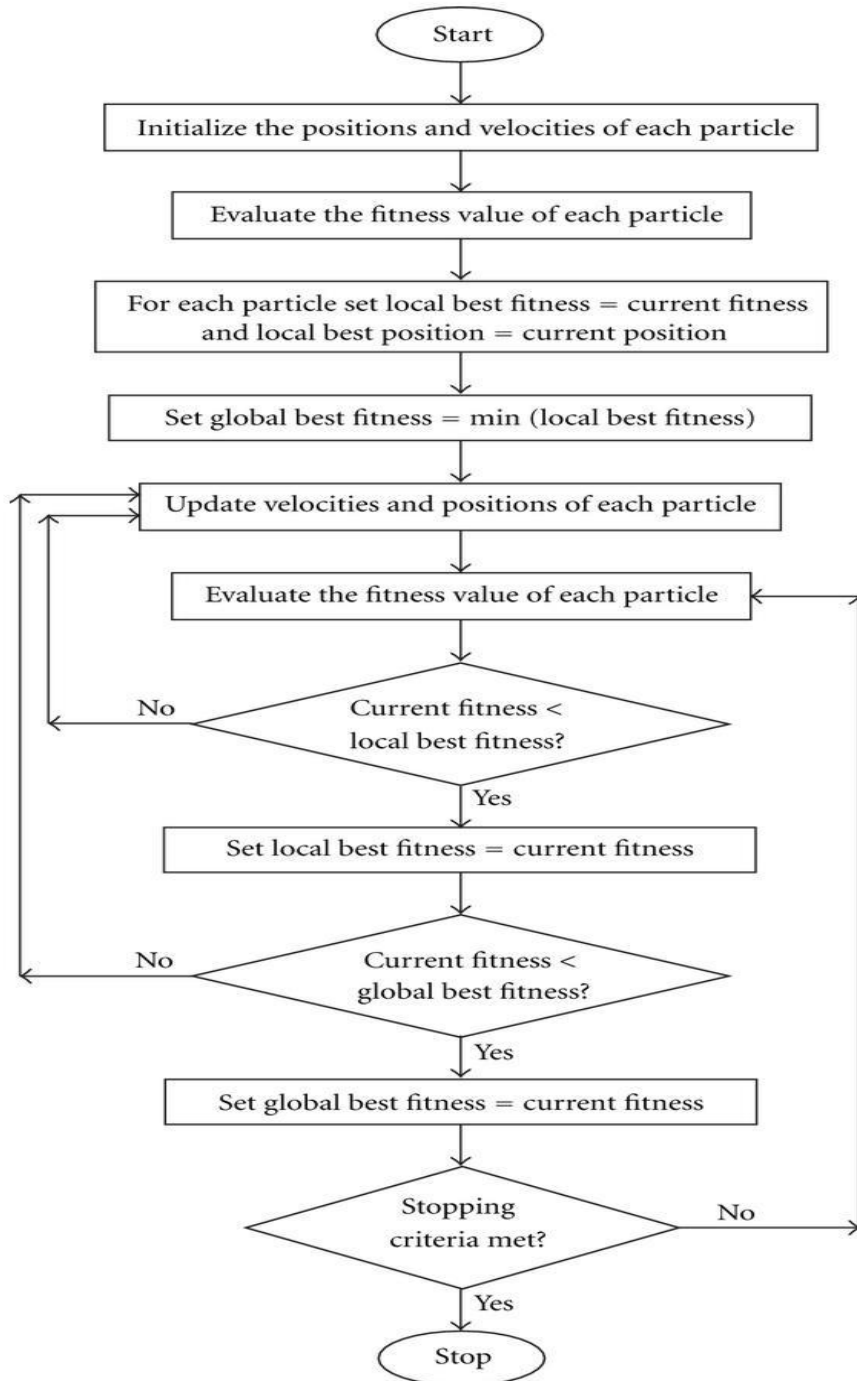 Start
Initialize the positions and velocities of each particle
Evaluate the fitness value of each particle
For each particle set local best fitness = current fitness
and local best position = current position
Set global best fitness = min (local best fitness)
Update velocities and positions of each particle
Evaluate the fitness value of each particle
No
Current fitness <
local best fitness?
Yes
Set local best fitness = current fitness
No
Current fitness <
global best fitness?
Yes
Set global best fitness = current fitness
Stopping
criteria met?
No
Yes
Stop